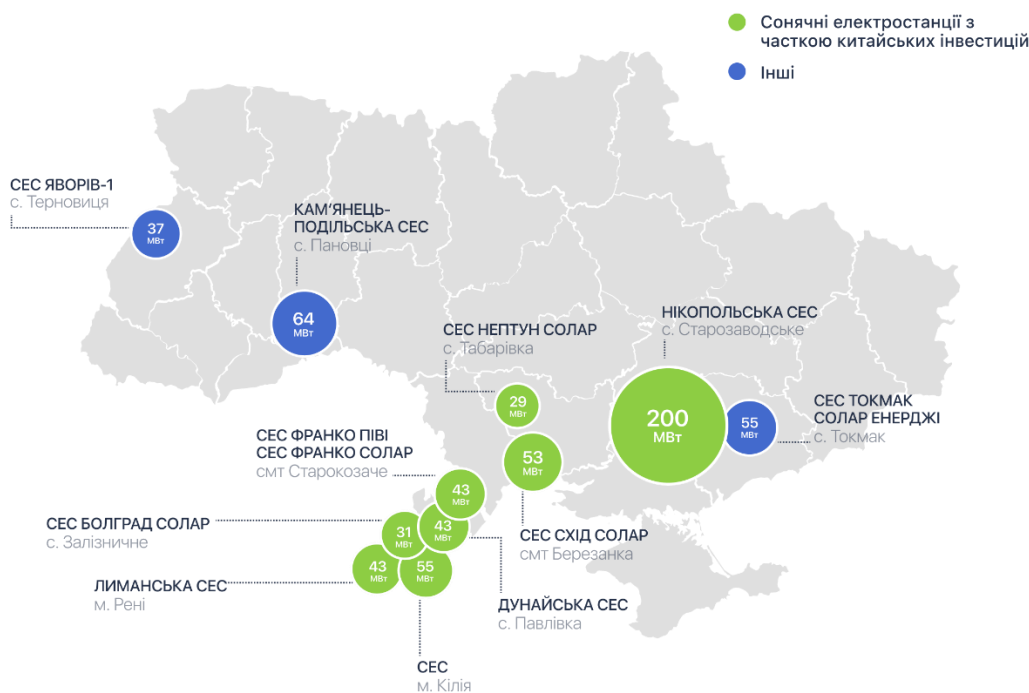 Сонячні електростанції з
часткою китайських інвестицій
Інші
СЕС ЯВОРІВ-1
с. Терновиця
37
МВт
КАМ'ЯНЕЦЬ-
ПОДІЛЬСЬКА СЕС
с. Пановці
64
МВт
СЕС НЕПТУН СОЛАР
с. Табарівка
29
МВт
НІКОПОЛЬСЬКА СЕС
с. Старозаводське
200
МВт
СЕС ТОКМАК
СОЛАР ЕНЕРДЖІ
с. Токмак
55
МВт
СЕС ФРАНКО ПІВІ
СЕС ФРАНКО СОЛАР
смт Старокозаче
43
МВт
53
МВт
СЕС СХІД СОЛАР
смт Березанка
СЕС БОЛГРАД СОЛАР
с. Залізничне
31
МВт
43
МВт
ДУНАЙСЬКА СЕС
с. Павлівка
ЛИМАНСЬКА СЕС
м. Рені
43
МВт
55
МВт
СЕС
м. Кілія